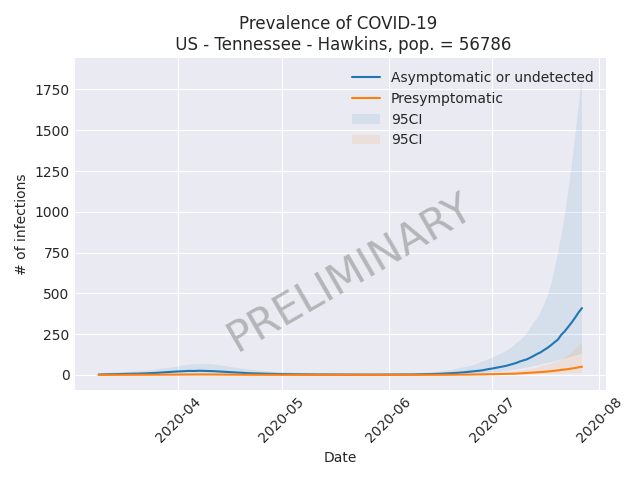 Prevalence of COVID-19
US - Tennessee - Hawkins, pop. = 56786
Asymptomatic or undetected
Presymptomatic
95CI
95CI
1750
1500
1250
1000
750
500
250
0
# of infections
PRELIMINARY
2020-04
2020-05
2020-06
2020-07
2020-08
Date